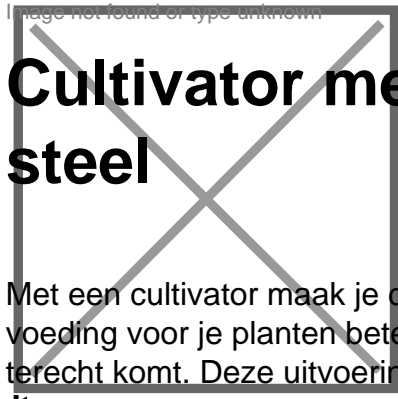 Image not found or type unknown
Cultivator me
steel
Met een cultivator maak je
voeding voor je planten bete
terecht komt. Deze uitvoerin